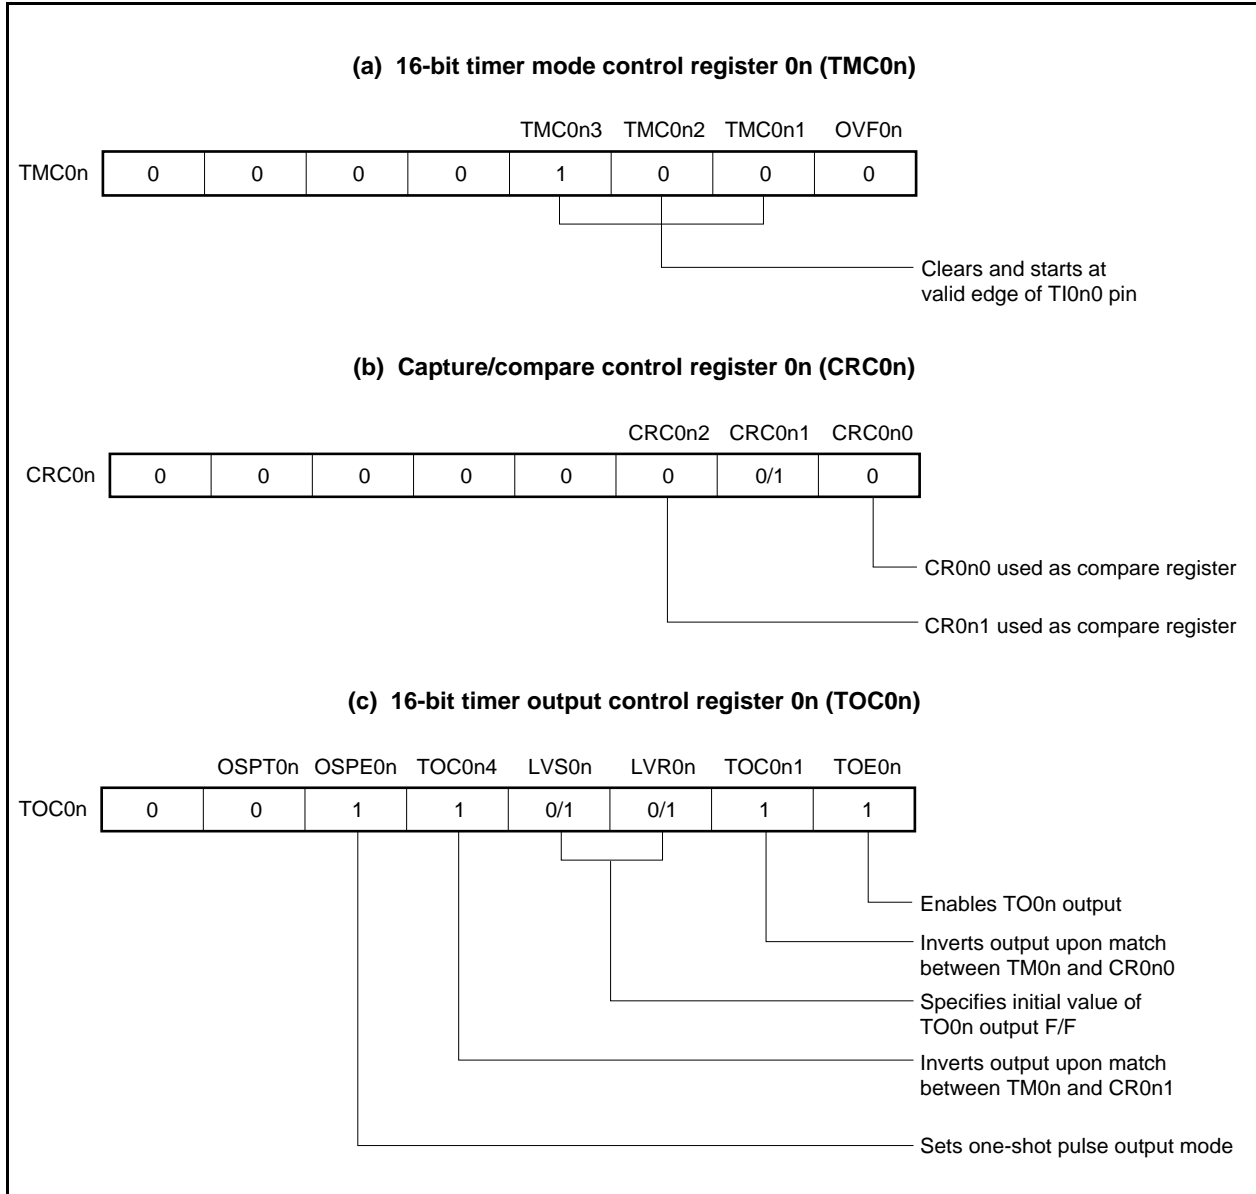 (a) 16-bit timer mode control register 0n (TMC0n)
TMC0n3 TMC0n2 TMC0n1 OVF0n
TMC0n 0 0 0 0 1 0 0 0
Clears and starts at
valid edge of TI0n0 pin
(b) Capture/compare control register 0n (CRC0n)
CRC0n2 CRC0n1 CRC0n0
CRC0n 0 0 0 0 0 0 0/1 0
CR0n0 used as compare register
CR0n1 used as compare register
(c) 16-bit timer output control register 0n (TOC0n)
OSPT0n OSPE0n TOC0n4 LVS0n LVR0n TOC0n1 TOE0n
TOC0n 0 0 1 1 0/1 0/1 1 1
Enables TO0n output
Inverts output upon match
between TM0n and CR0n0
Specifies initial value of
TO0n output F/F
Inverts output upon match
between TM0n and CR0n1
Sets one-shot pulse output mode